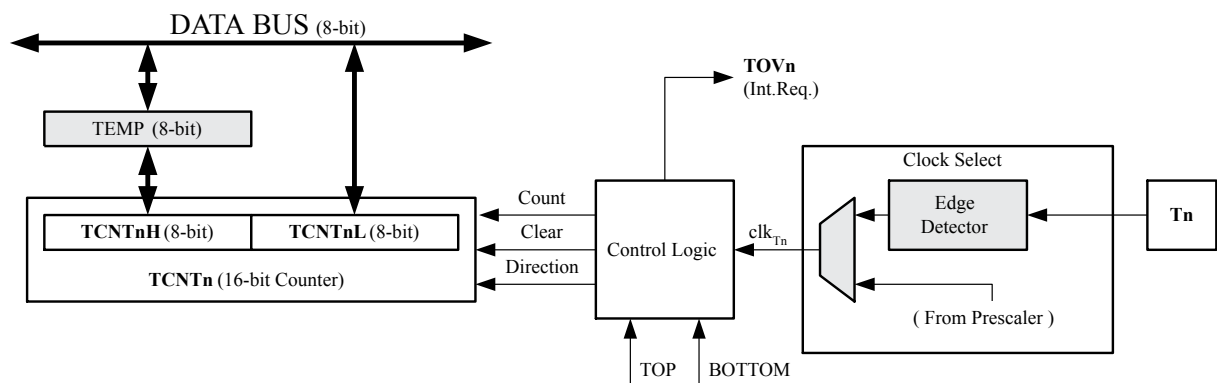 DATA BUS (8-bit)
TOVn
(Int.Req.)
TEMP (8-bit)
Clock Select
Count
Edge
Detector
Tn
TCNTnH (8-bit)
TCNTnL (8-bit)
Clear
Control Logic
clkTn
TCNTn (16-bit Counter)
Direction
( From Prescaler )
TOP
BOTTOM